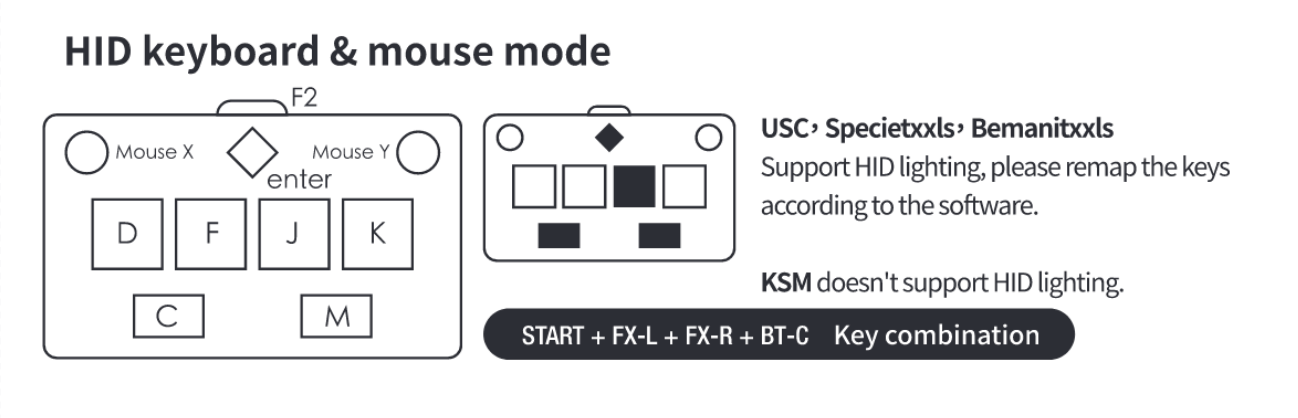 HID keyboard & mouse mode
F2
Mouse X
Mouse Y
enter
D F J K
C M
USC，Specietxxls，Bemanitxxls
Support HID lighting, please remap the keys
according to the software.
KSM doesn't support HID lighting.
START + FX-L + FX-R + BT-C Key combination